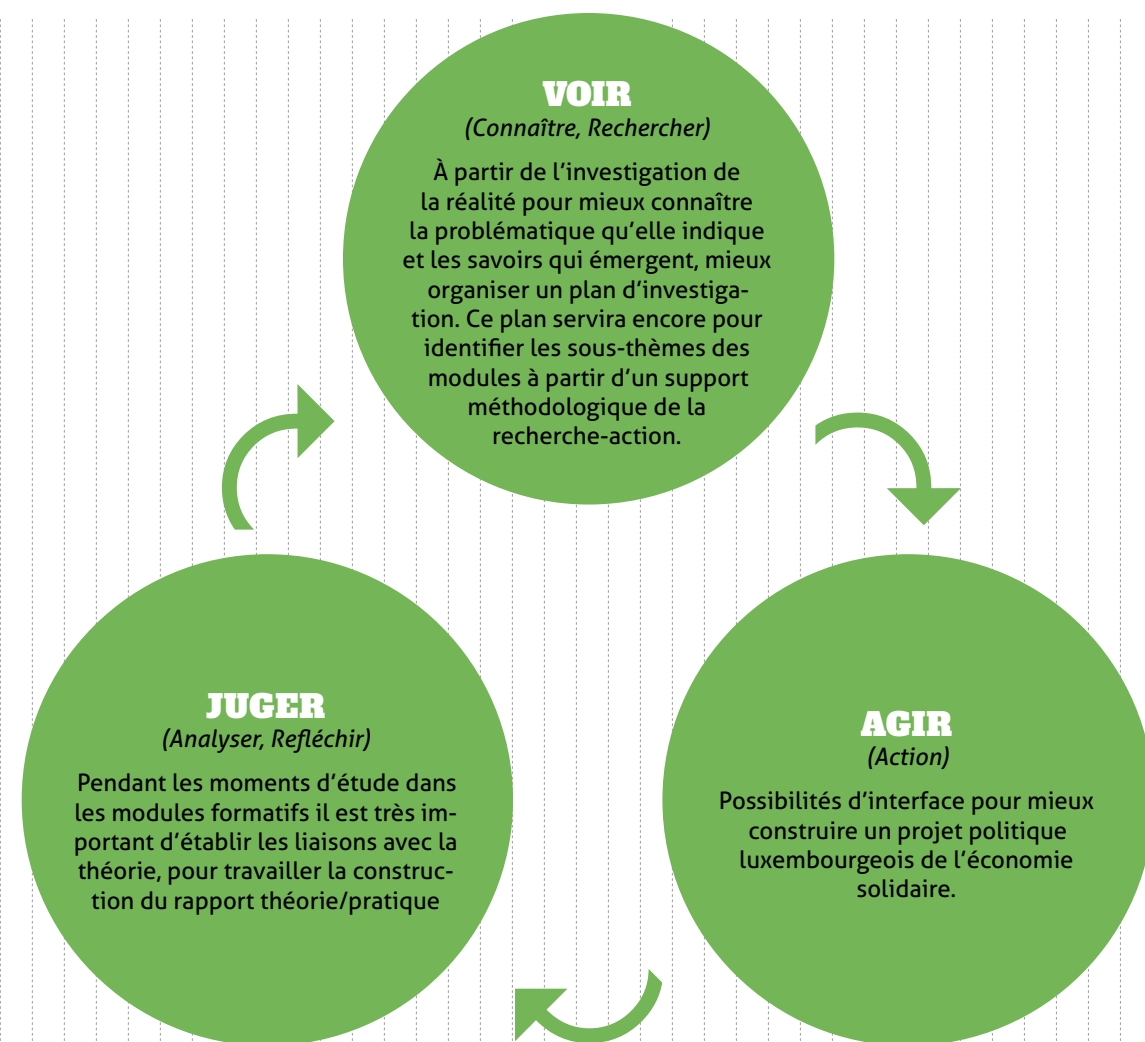 VOIR
(Connaître, Rechercher)
À partir de l'investigation de
la réalité pour mieux connaître
la problématique qu'elle indique
et les savoirs qui émergent, mieux
organiser un plan d'investiga-
tion. Ce plan servira encore pour
identifier les sous-thèmes des
modules à partir d'un support
méthodologique de la
recherche-action.
JUGER
(Analyser, Refléchir)
Pendant les moments d'étude dans
les modules formatifs il est très im-
portant d'établir les liaisons avec la
théorie, pour travailler la construc-
tion du rapport théorie/pratique
AGIR
(Action)
Possibilités d'interface pour mieux
construire un projet politique
luxembourgeois de l'économie
solidaire.